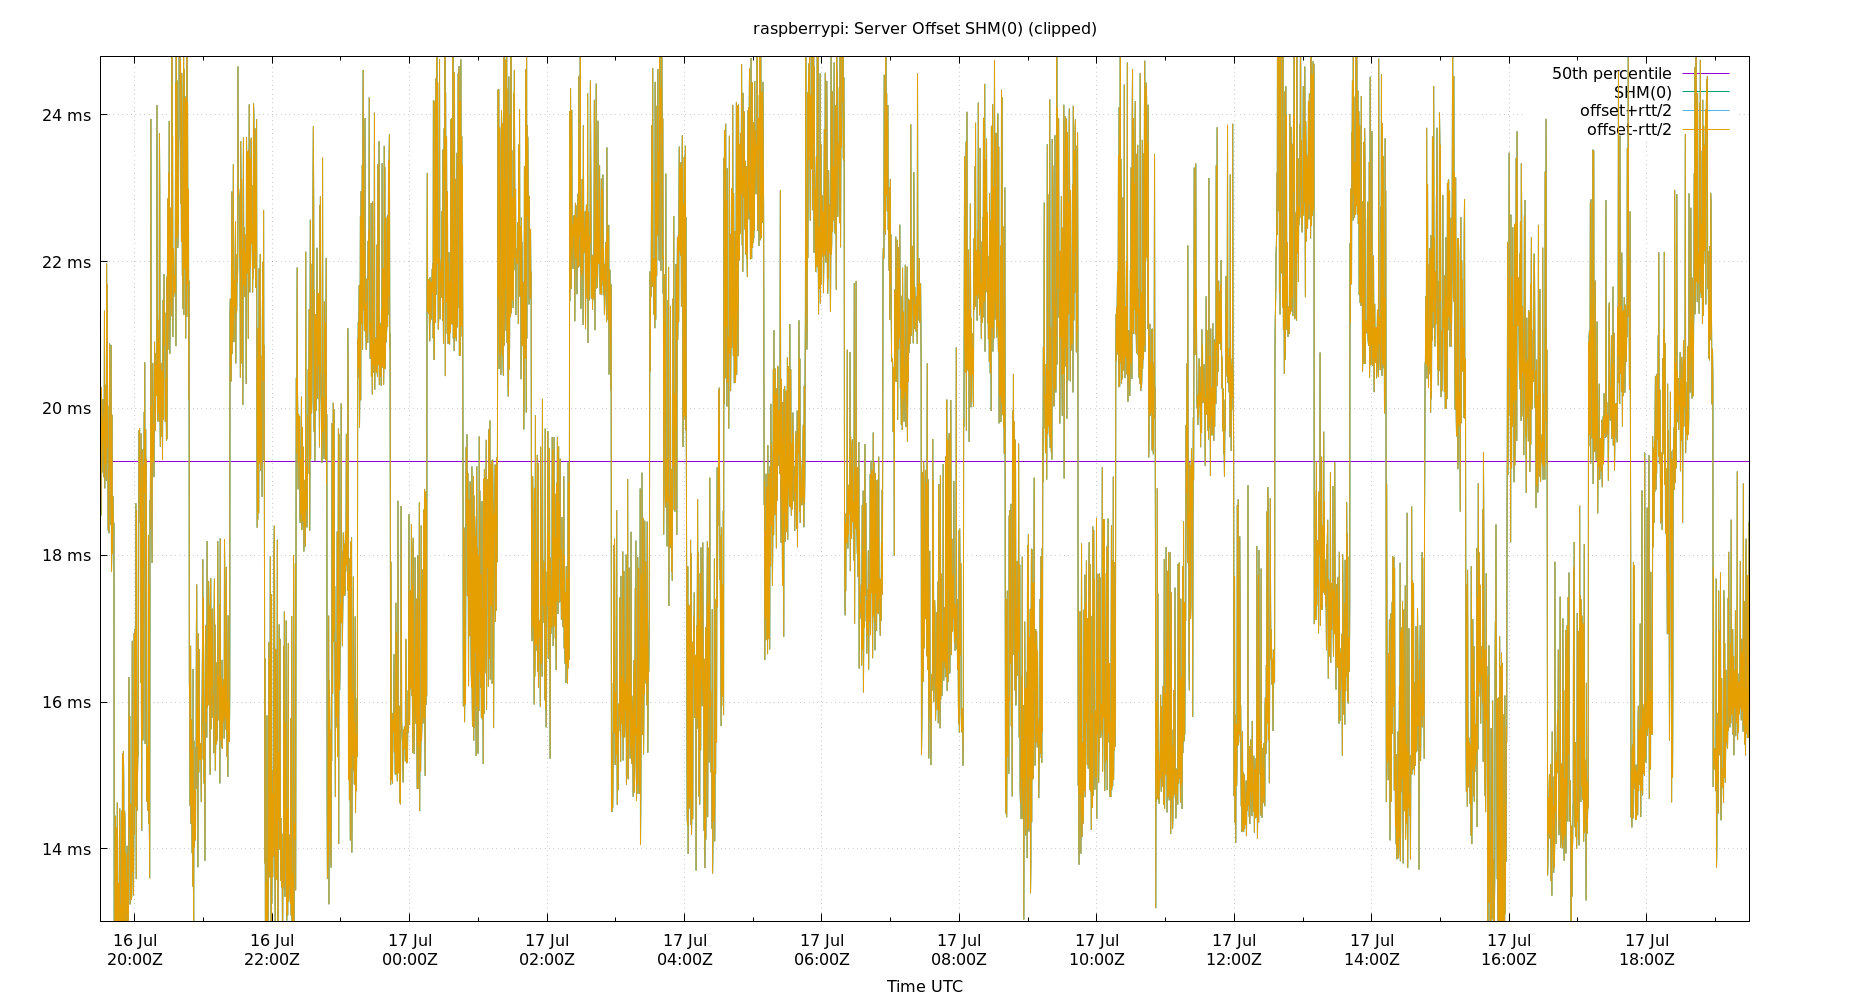 raspberrypi: Server Offset SHM(0) (clipped)
50th percentile
SHM(0)
offset+rtt/2
offset-rtt/2
24 ms
22 ms
20 ms
18 ms
16 ms
14 ms
16 Jul 16 Jul 17 Jul 17 Jul 17 Jul 17 Jul 17 Jul 17 Jul 17 Jul 17 Jul 17 Jul 17 Jul
20:00Z 22:00Z 00:00Z 02:00Z 04:00Z 06:00Z 08:00Z 10:00Z 12:00Z 14:00Z 16:00Z 18:00Z
Time UTC